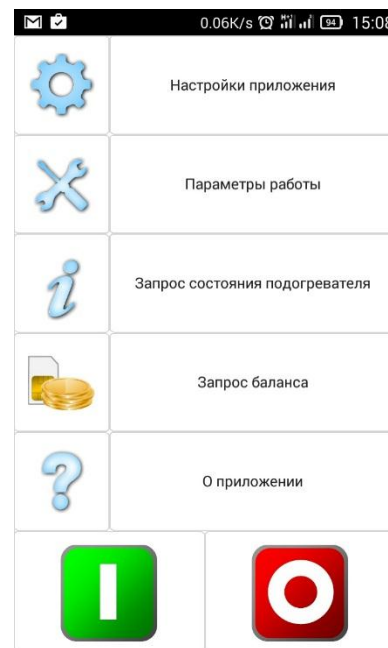 0.06K/s 94 15:08
Настройки приложения
Параметры работы
Запрос состояния подогревателя
Запрос баланса
О приложении